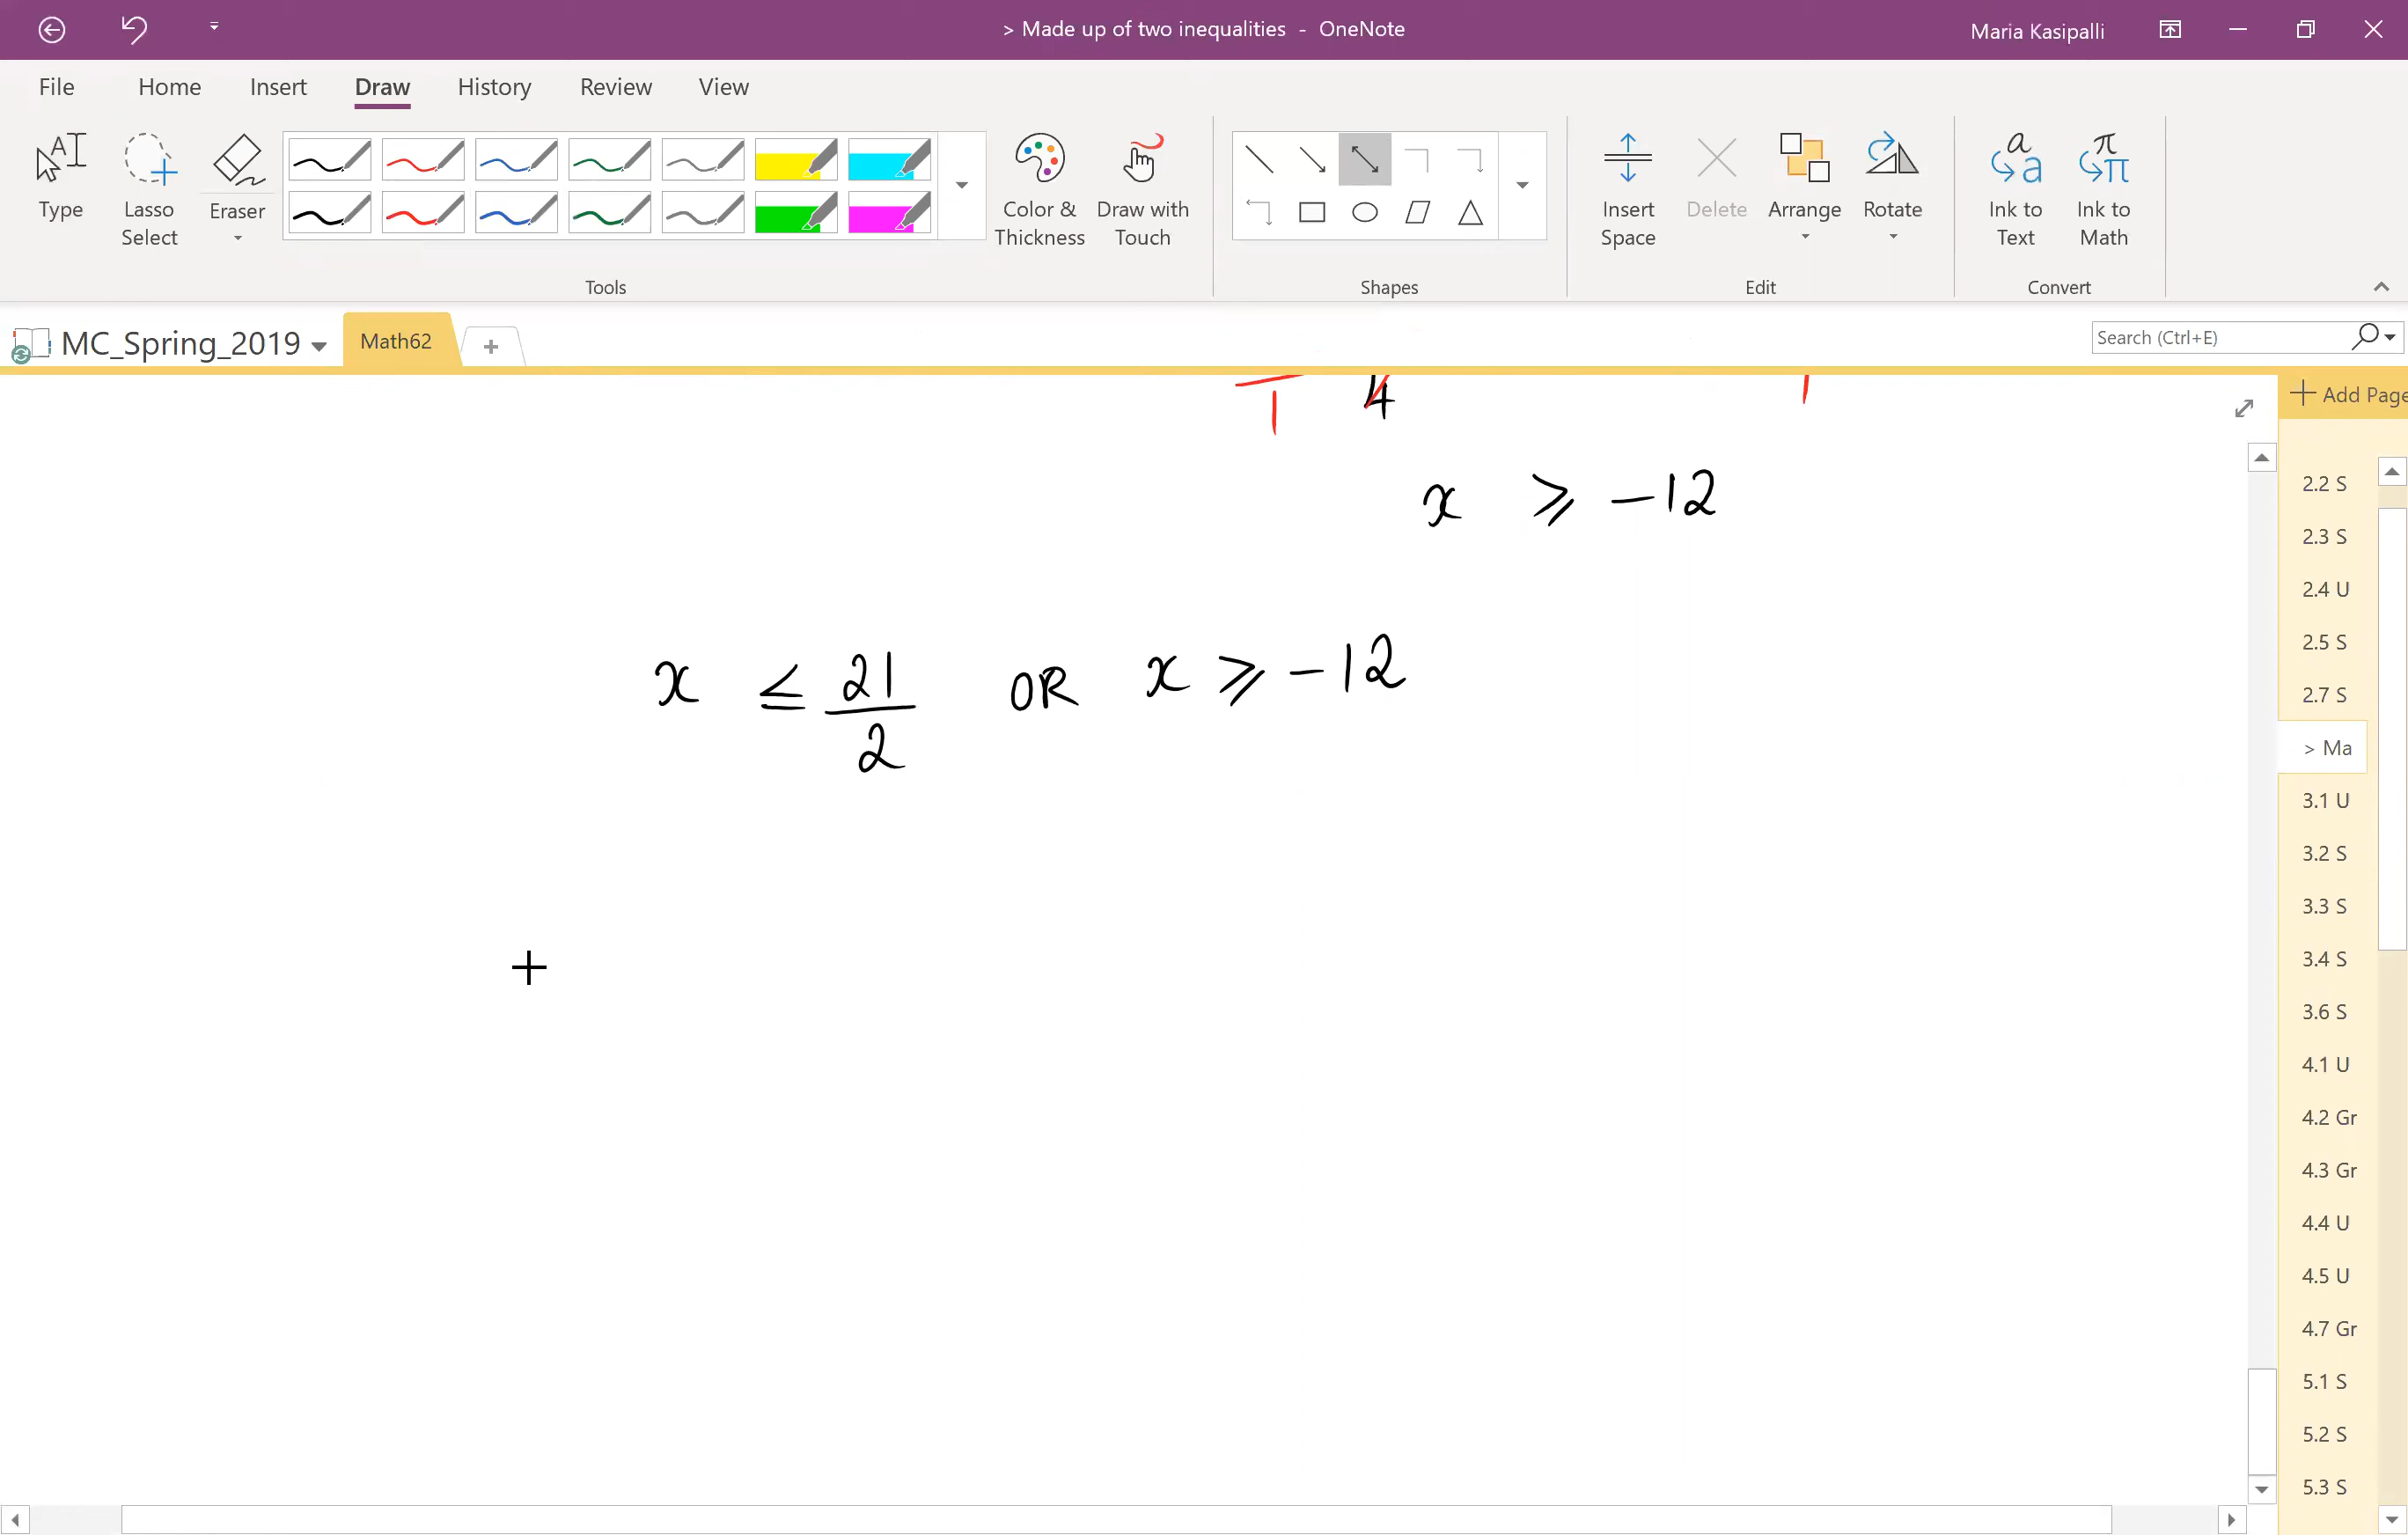 > Made up of two inequalities - OneNote
Maria Kasipalli
File Home Insert Draw History Review View
Type
Lasso Select
Eraser
Color & Thickness
Draw with Touch
Insert Space
Delete
Arrange
Rotate
Ink to Text
Ink to Math
Tools Shapes Edit Convert
MC_Spring_2019
Math62
Search (Ctrl+E)
Add Page
1 4 1
x ⩾ -12
x ≤ 21/2 OR x ⩾ -12
2.2 S
2.3 S
2.4 U
2.5 S
2.7 S
> Ma
3.1 U
3.2 S
3.3 S
3.4 S
3.6 S
4.1 U
4.2 Gr
4.3 Gr
4.4 U
4.5 U
4.7 Gr
5.1 S
5.2 S
5.3 S